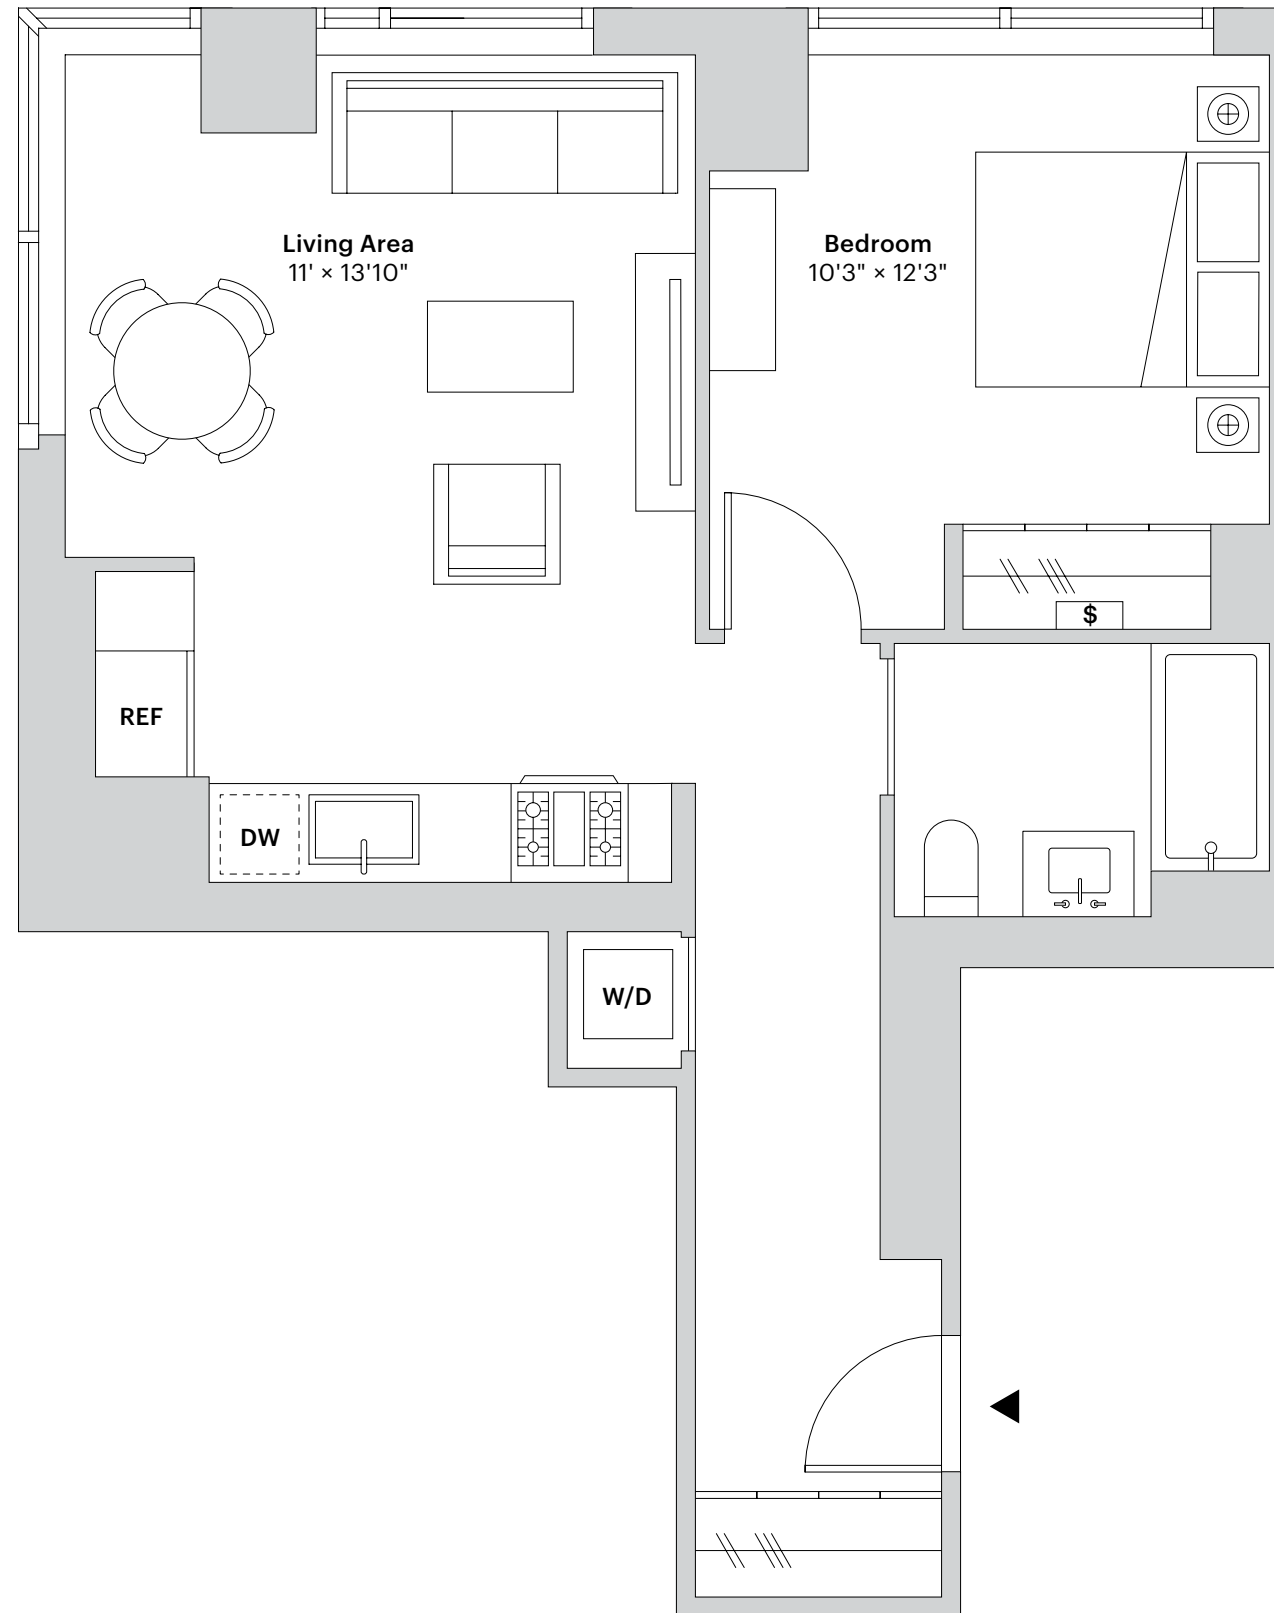 Living Area
11' × 13'10"
Bedroom
10'3" × 12'3"
$
REF
DW
W/D